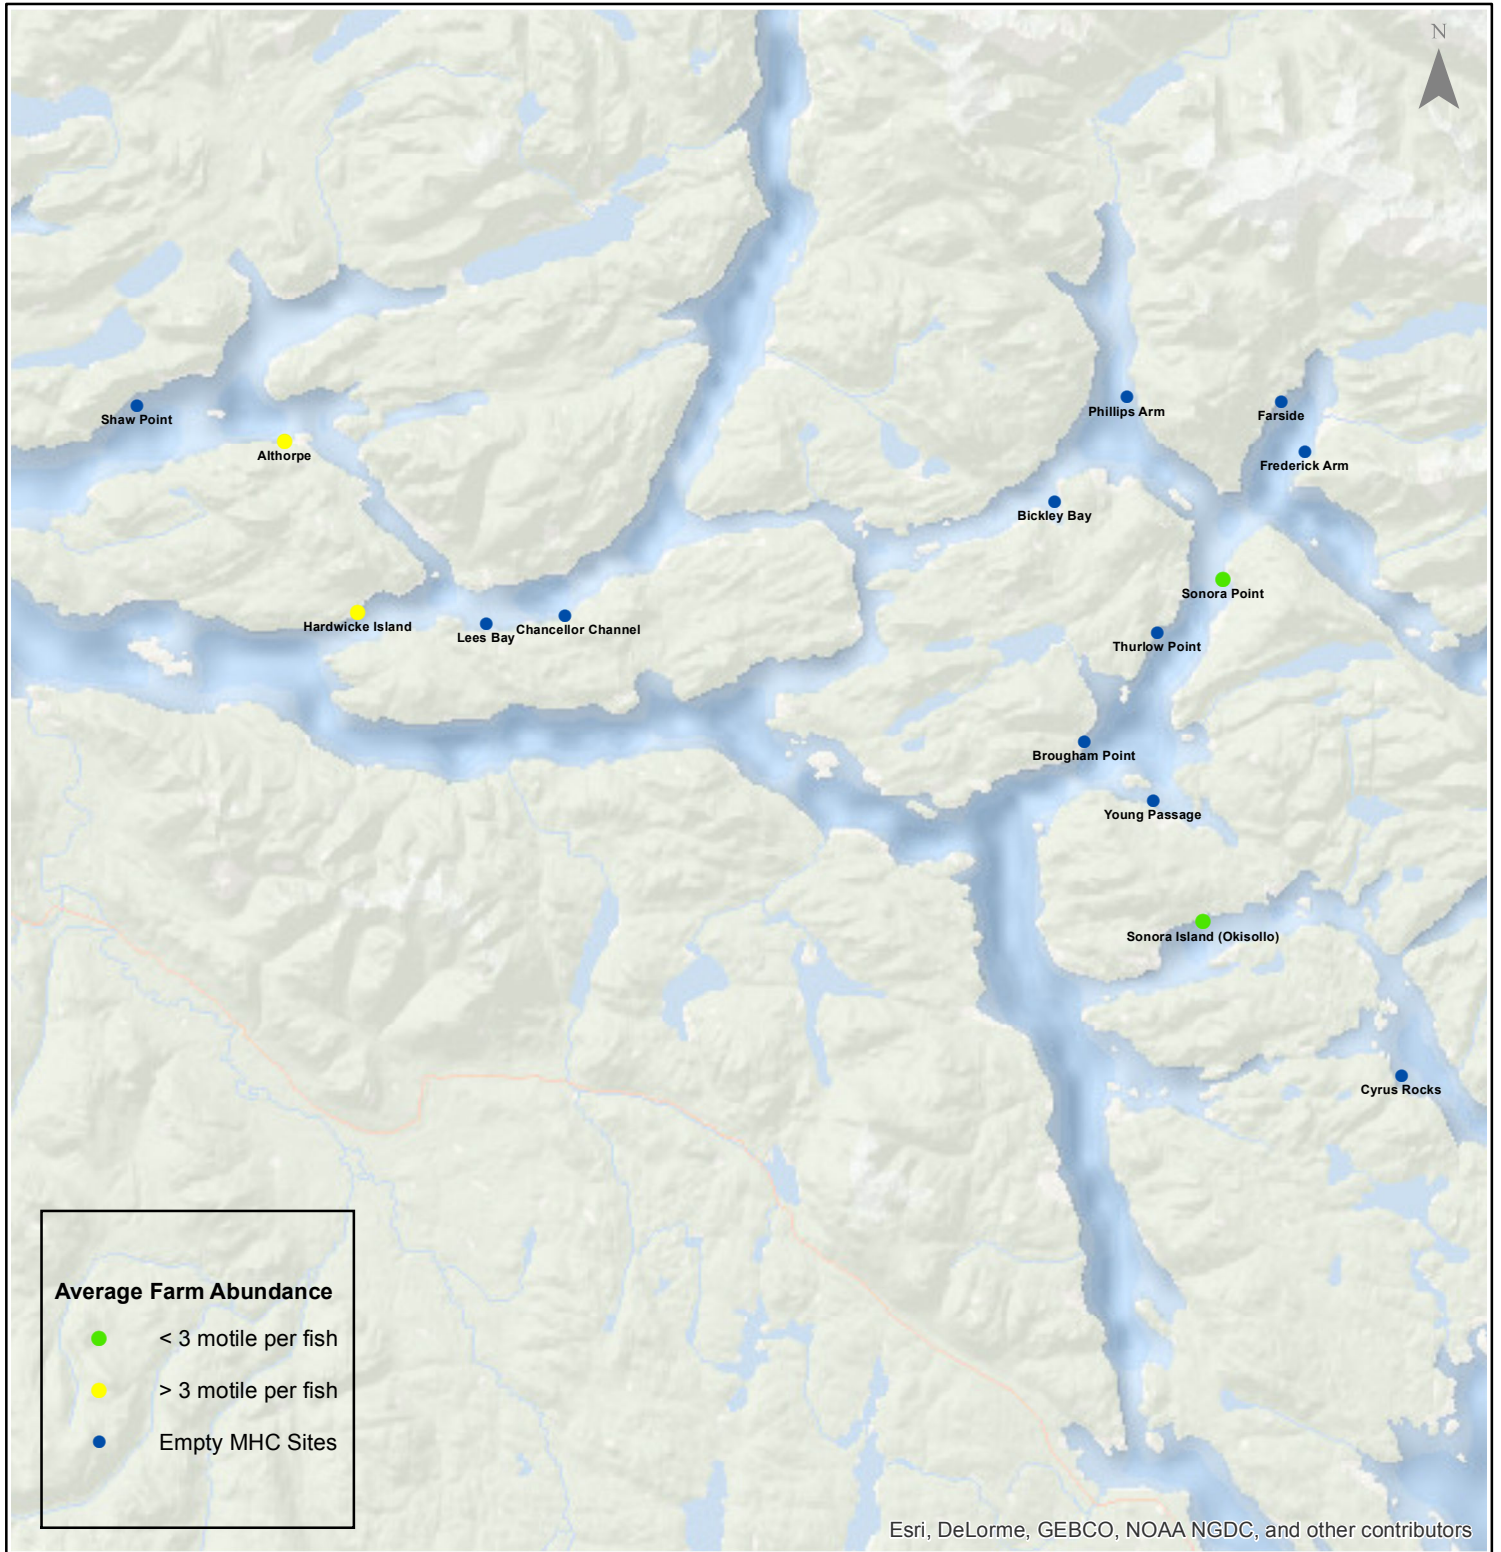 N
Shaw Point
Althorpe
Phillips Arm
Farside
Frederick Arm
Bickley Bay
Sonora Point
Hardwicke Island
Lees Bay
Chancellor Channel
Thurlow Point
Brougham Point
Young Passage
Sonora Island (Okisollo)
Cyrus Rocks
Average Farm Abundance
< 3 motile per fish
> 3 motile per fish
Empty MHC Sites
Esri, DeLorme, GEBCO, NOAA NGDC, and other contributors